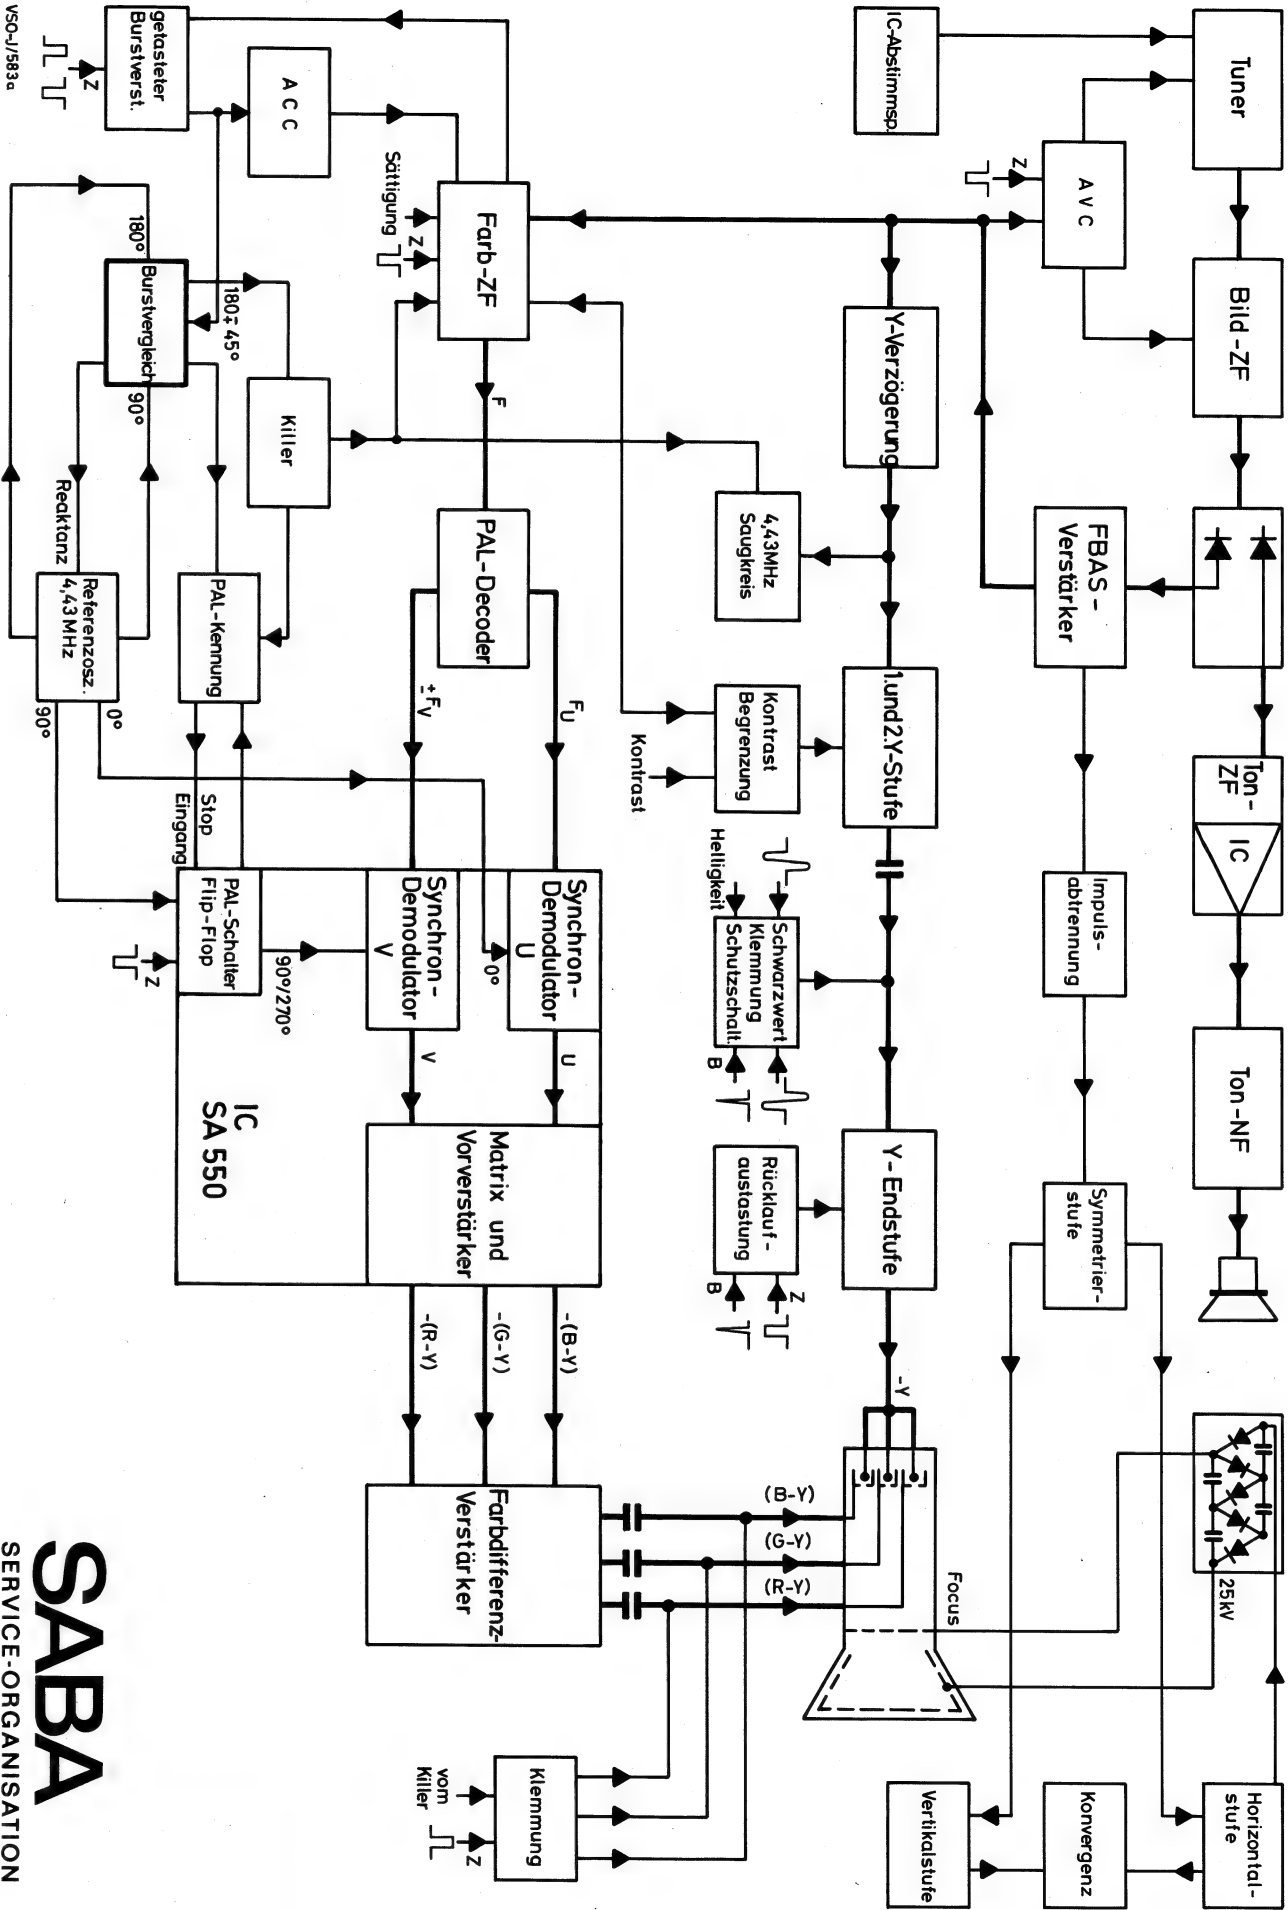 Tuner
Bild-ZF
Ton-
ZF
IC
Ton-NF
25kV
Horizontal-
stufe
IC-Abstimmsp.
Z
A V C
FBAS-
Verstärker
Impuls-
abtrennung
Symmetrier-
stufe
Konvergenz
Vertikalstufe
Y-Verzögerung
1.und2.Y-Stufe
Y-Endstufe
-Y
Focus
4,43MHz
Saugkreis
Kontrast
Begrenzung
Kontrast
Helligkeit
Schwarzwert
Klemmung
Schutzschalt.
B
Rücklauf-
austastung
Z
B
(B-Y)
(G-Y)
(R-Y)
getasteter
Burstverst.
Z
A C C
Sättigung
Z
Farb-ZF
F
PAL-Decoder
FU
±FV
Synchron-
Demodulator
U
0°
Synchron-
Demodulator
V
U
V
Matrix und
Vorverstärker
-(B-Y)
-(G-Y)
-(R-Y)
Farbdifferenz-
Verstärker
Klemmung
vom
Killer
Z
180°
Burstvergleich
180∓45°
90°
Killer
Reaktanz
Referenzosz.
4,43MHz
PAL-Kennung
0°
90°
Stop
Eingang
PAL-Schalter
Flip-Flop
Z
90°/270°
IC
SA 550
VSO-J/583a
SABA
SERVICE-ORGANISATION